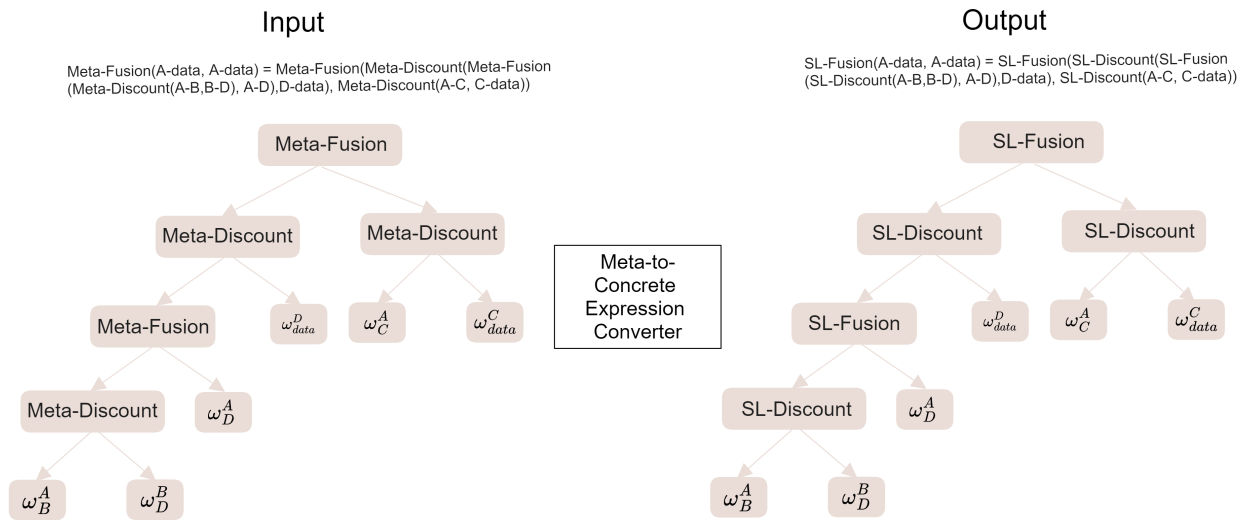 Input
Output
Meta-Fusion(A-data, A-data) = Meta-Fusion(Meta-Discount(Meta-Fusion
(Meta-Discount(A-B,B-D), A-D),D-data), Meta-Discount(A-C, C-data))
SL-Fusion(A-data, A-data) = SL-Fusion(SL-Discount(SL-Fusion
(SL-Discount(A-B,B-D), A-D),D-data), SL-Discount(A-C, C-data))
Meta-Fusion
Meta-Discount
Meta-Discount
Meta-Fusion
ω^D_data
ω^A_C
ω^C_data
Meta-Discount
ω^A_D
ω^A_B
ω^B_D
Meta-to-
Concrete
Expression
Converter
SL-Fusion
SL-Discount
SL-Discount
SL-Fusion
ω^D_data
ω^A_C
ω^C_data
SL-Discount
ω^A_D
ω^A_B
ω^B_D